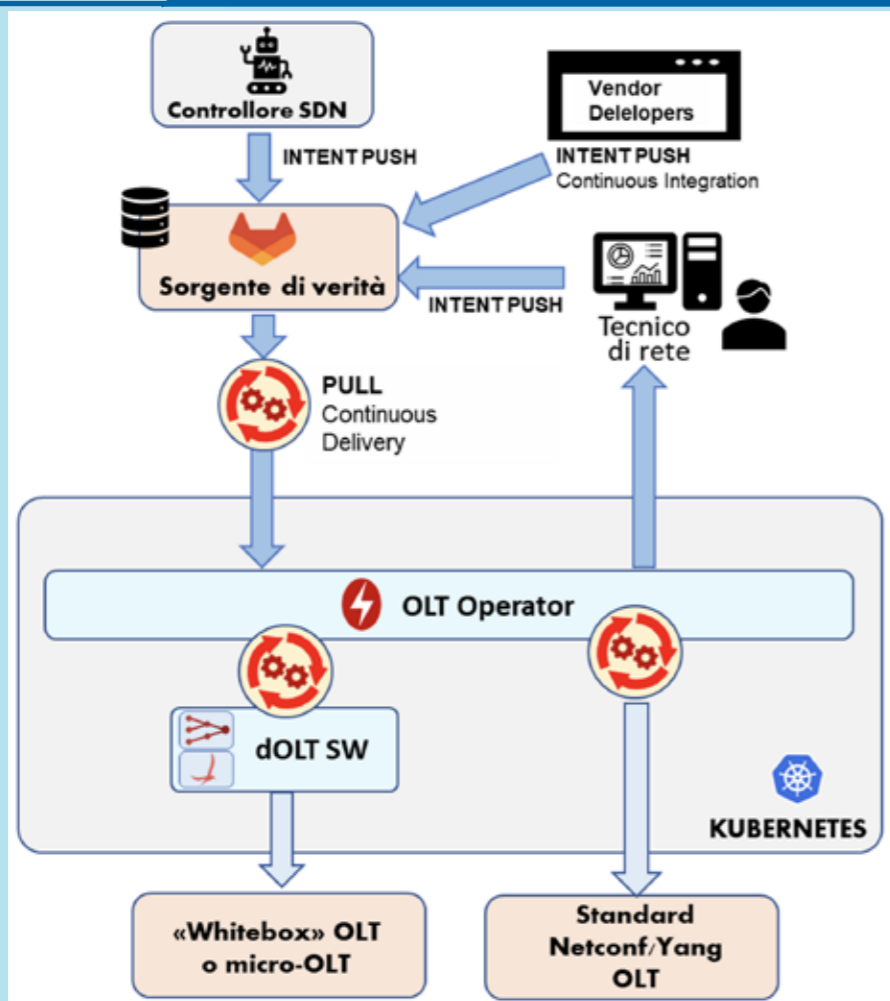 Controllore SDN
INTENT PUSH
Vendor
Delelopers
INTENT PUSH
Continuous Integration
Sorgente di verità
INTENT PUSH
Tecnico
di rete
PULL
Continuous
Delivery
OLT Operator
dOLT SW
KUBERNETES
«Whitebox» OLT
o micro-OLT
Standard
Netconf/Yang
OLT